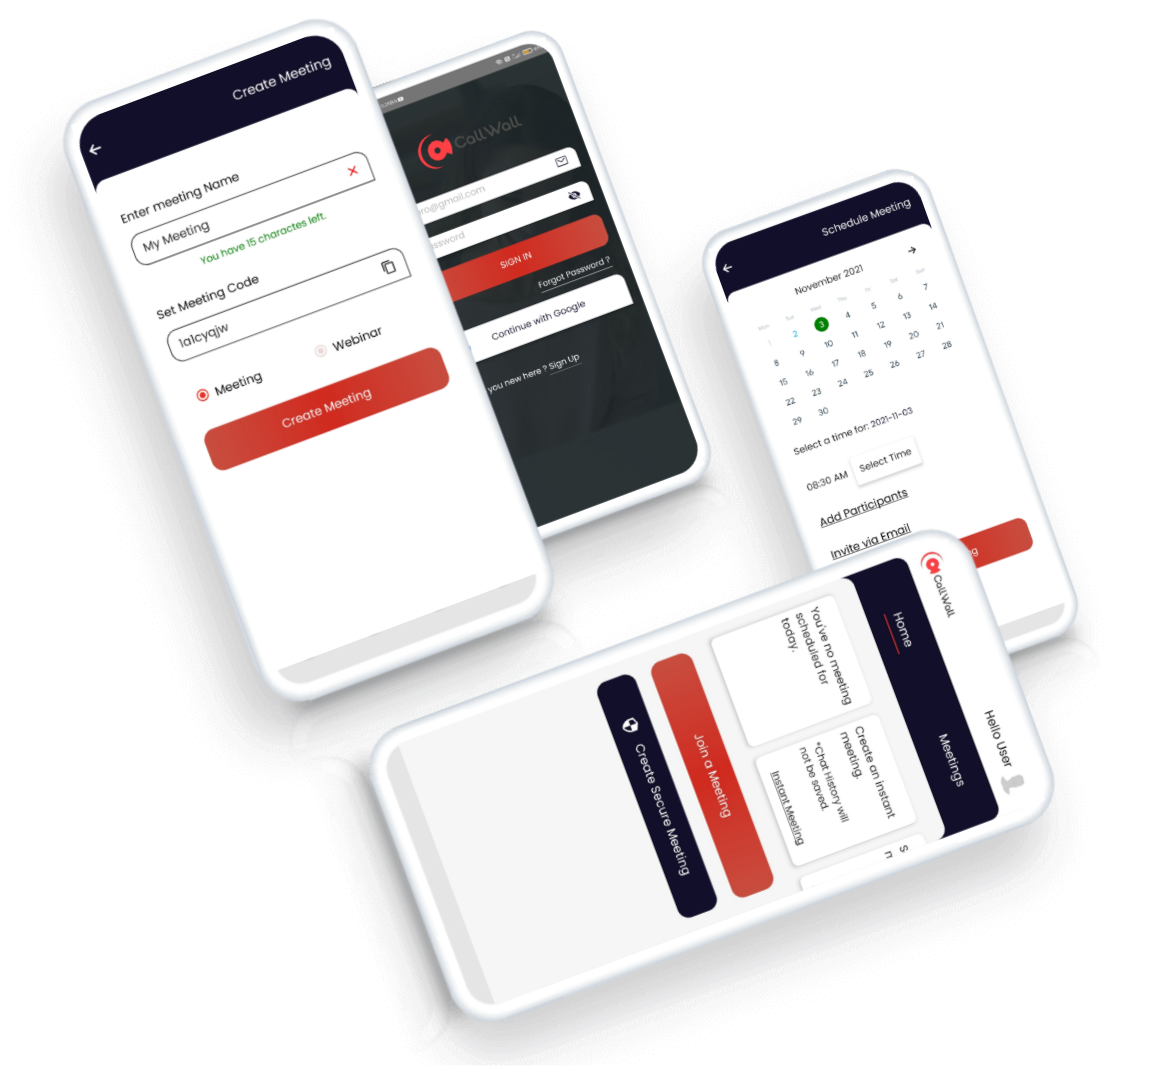 Create Meeting
Enter meeting Name
My Meeting
You have 15 charactes left.
Set Meeting Code
1a1cyqjw
Meeting
Webinar
Create Meeting
CallWall
ro@gmail.com
ssword
SIGN IN
Forgot Password ?
Continue with Google
you new here ? Sign Up
Schedule Meeting
November 2021
Mon Tue Wed Thu Fri Sat Sun
1 2 3 4 5 6 7
8 9 10 11 12 13 14
15 16 17 18 19 20 21
22 23 24 25 26 27 28
29 30
Select a time for: 2021-11-03
08:30 AM Select Time
Add Participants
Invite via Email
g
CallWall
Hello User
Home
Meetings
You've no meeting
scheduled for
today.
Create an instant
meeting.
*Chat History will
not be saved.
Instant Meeting
S
n
Join a Meeting
Create Secure Meeting